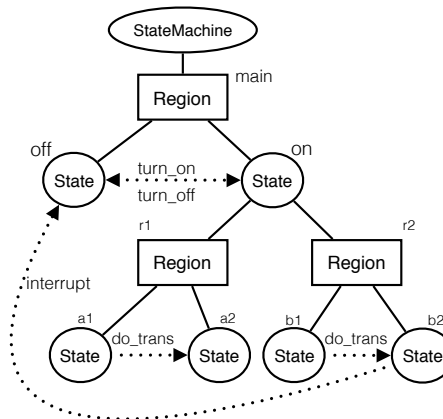 StateMachine
main
Region
off
on
State
turn_on
turn_off
State
r1
r2
Region
Region
interrupt
a1
a2
b1
b2
State
do_trans
State
State
do_trans
State